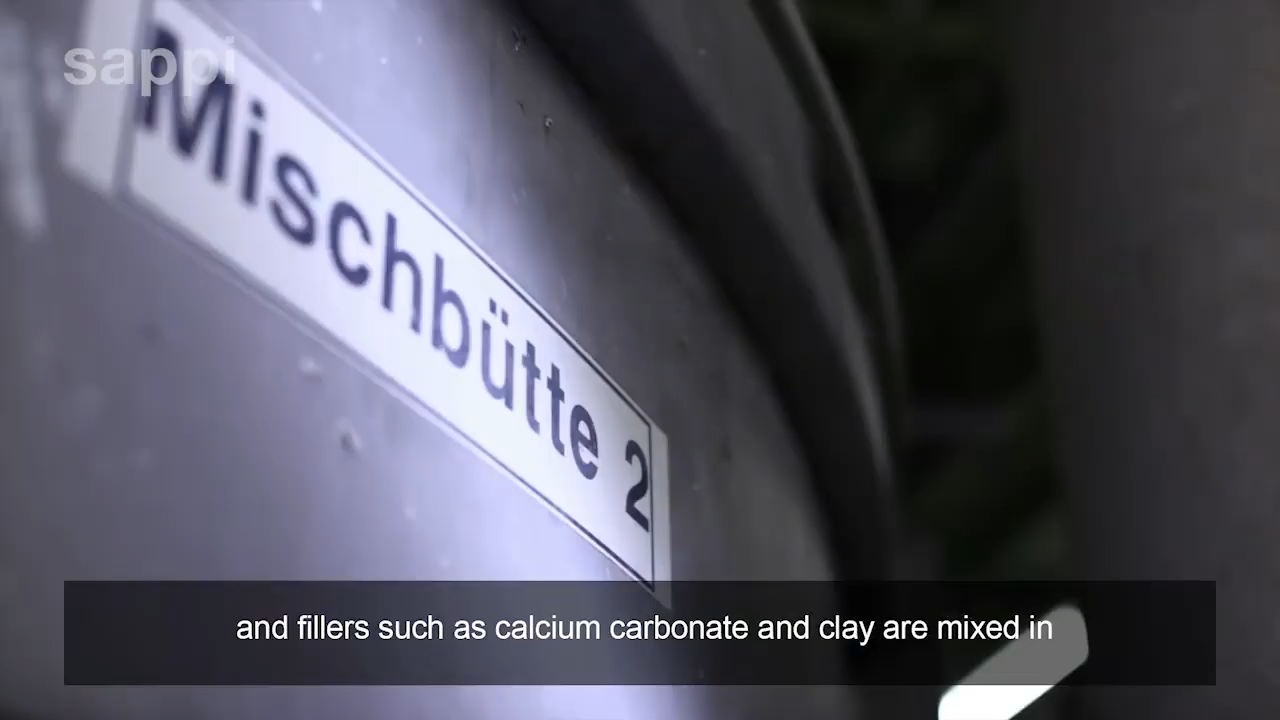 sappi
Mischbütte 2
and fillers such as calcium carbonate and clay are mixed in